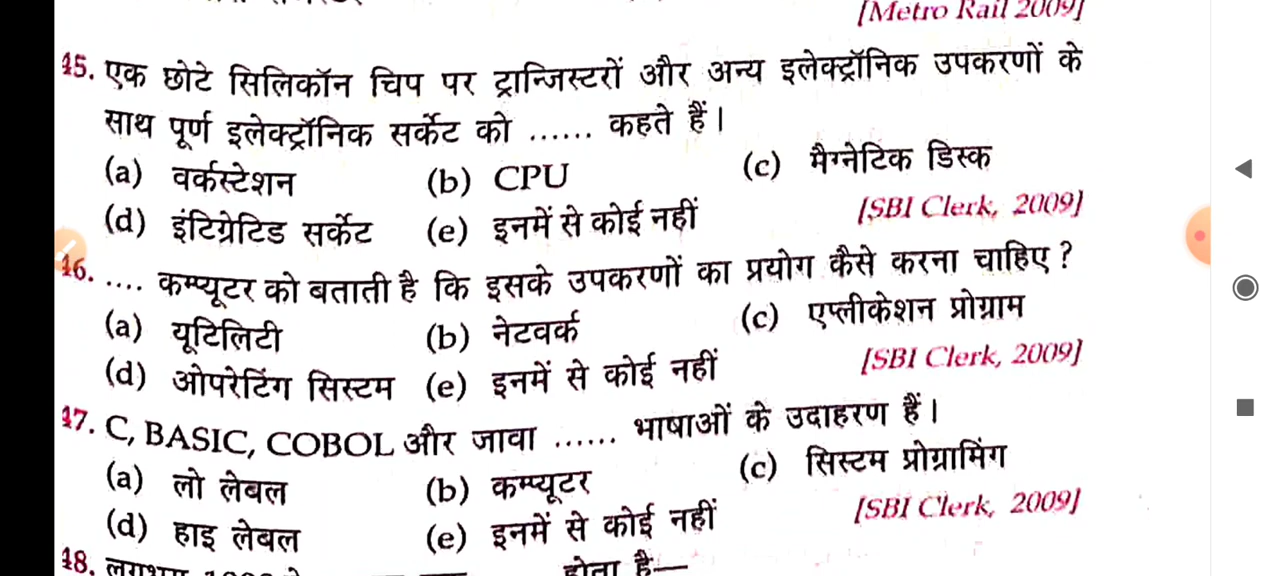 [Metro Rail 2009]
45. एक छोटे सिलिकॉन चिप पर ट्रान्जिस्टरों और अन्य इलेक्ट्रॉनिक उपकरणों के
साथ पूर्ण इलेक्ट्रॉनिक सर्केट को ...... कहते हैं।
(a) वर्कस्टेशन (b) CPU (c) मैग्नेटिक डिस्क
(d) इंटिग्रेटिड सर्केट (e) इनमें से कोई नहीं [SBI Clerk, 2009]
46. .... कम्प्यूटर को बताती है कि इसके उपकरणों का प्रयोग कैसे करना चाहिए ?
(a) यूटिलिटी (b) नेटवर्क (c) एप्लीकेशन प्रोग्राम
(d) ओपरेटिंग सिस्टम (e) इनमें से कोई नहीं [SBI Clerk, 2009]
47. C, BASIC, COBOL और जावा ...... भाषाओं के उदाहरण हैं।
(a) लो लेबल (b) कम्प्यूटर (c) सिस्टम प्रोग्रामिंग
(d) हाइ लेबल (e) इनमें से कोई नहीं [SBI Clerk, 2009]
48. लगभग होता है—